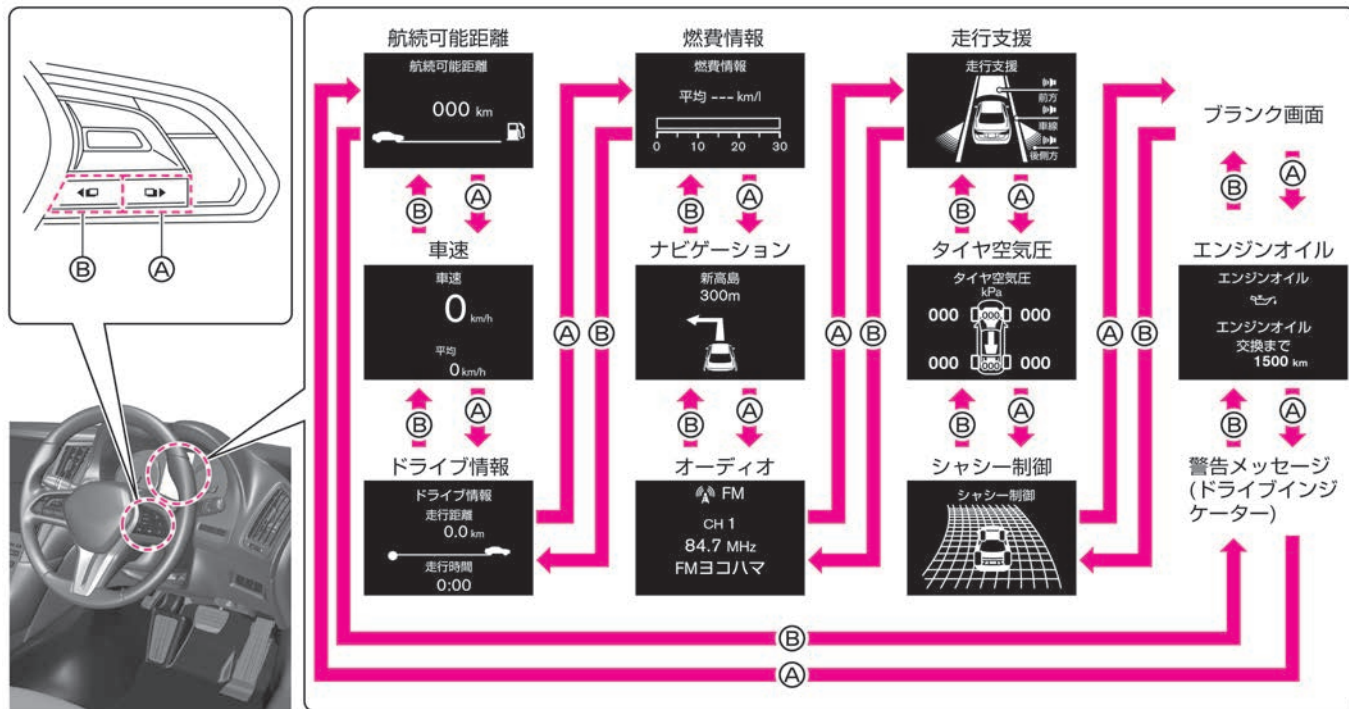 Ⓑ Ⓐ
航続可能距離
航続可能距離
000 km
Ⓑ Ⓐ
車速
車速
0 km/h
平均
0 km/h
Ⓑ Ⓐ
ドライブ情報
ドライブ情報
走行距離
0.0 km
走行時間
0:00
Ⓐ Ⓑ
燃費情報
燃費情報
平均 --- km/l
0 10 20 30
Ⓑ Ⓐ
ナビゲーション
新高島
300m
Ⓑ Ⓐ
オーディオ
FM
CH 1
84.7 MHz
FMヨコハマ
Ⓐ Ⓑ
走行支援
走行支援
前方
車線
後側方
Ⓑ Ⓐ
タイヤ空気圧
タイヤ空気圧
kPa
000 000 000
000 000 000
Ⓑ Ⓐ
シャシー制御
シャシー制御
Ⓐ Ⓑ
ブランク画面
Ⓑ Ⓐ
エンジンオイル
エンジンオイル
エンジンオイル
交換まで
1500 km
Ⓑ Ⓐ
警告メッセージ
(ドライブインジ
ケーター)
Ⓑ
Ⓐ